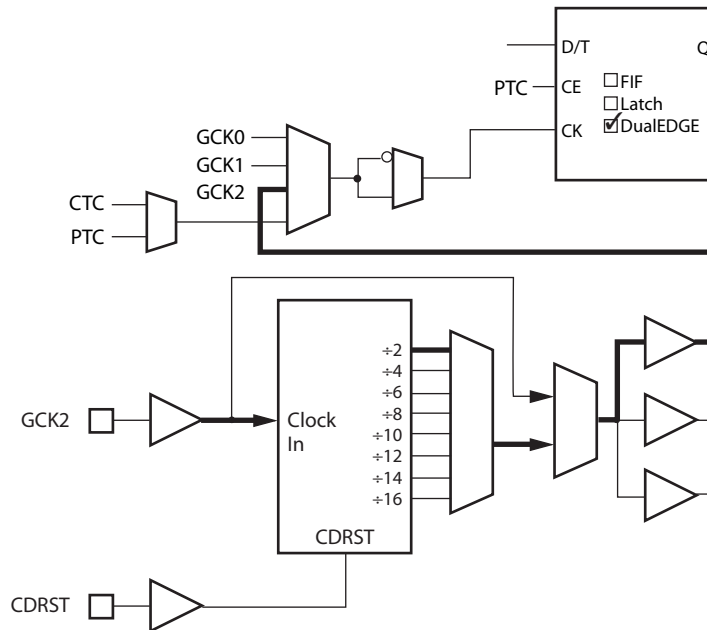 D/T
Q
PTC
CE
FIF
Latch
DualEDGE
CK
GCK0
GCK1
GCK2
CTC
PTC
÷2
÷4
÷6
÷8
÷10
÷12
÷14
÷16
GCK2
Clock
In
CDRST
CDRST